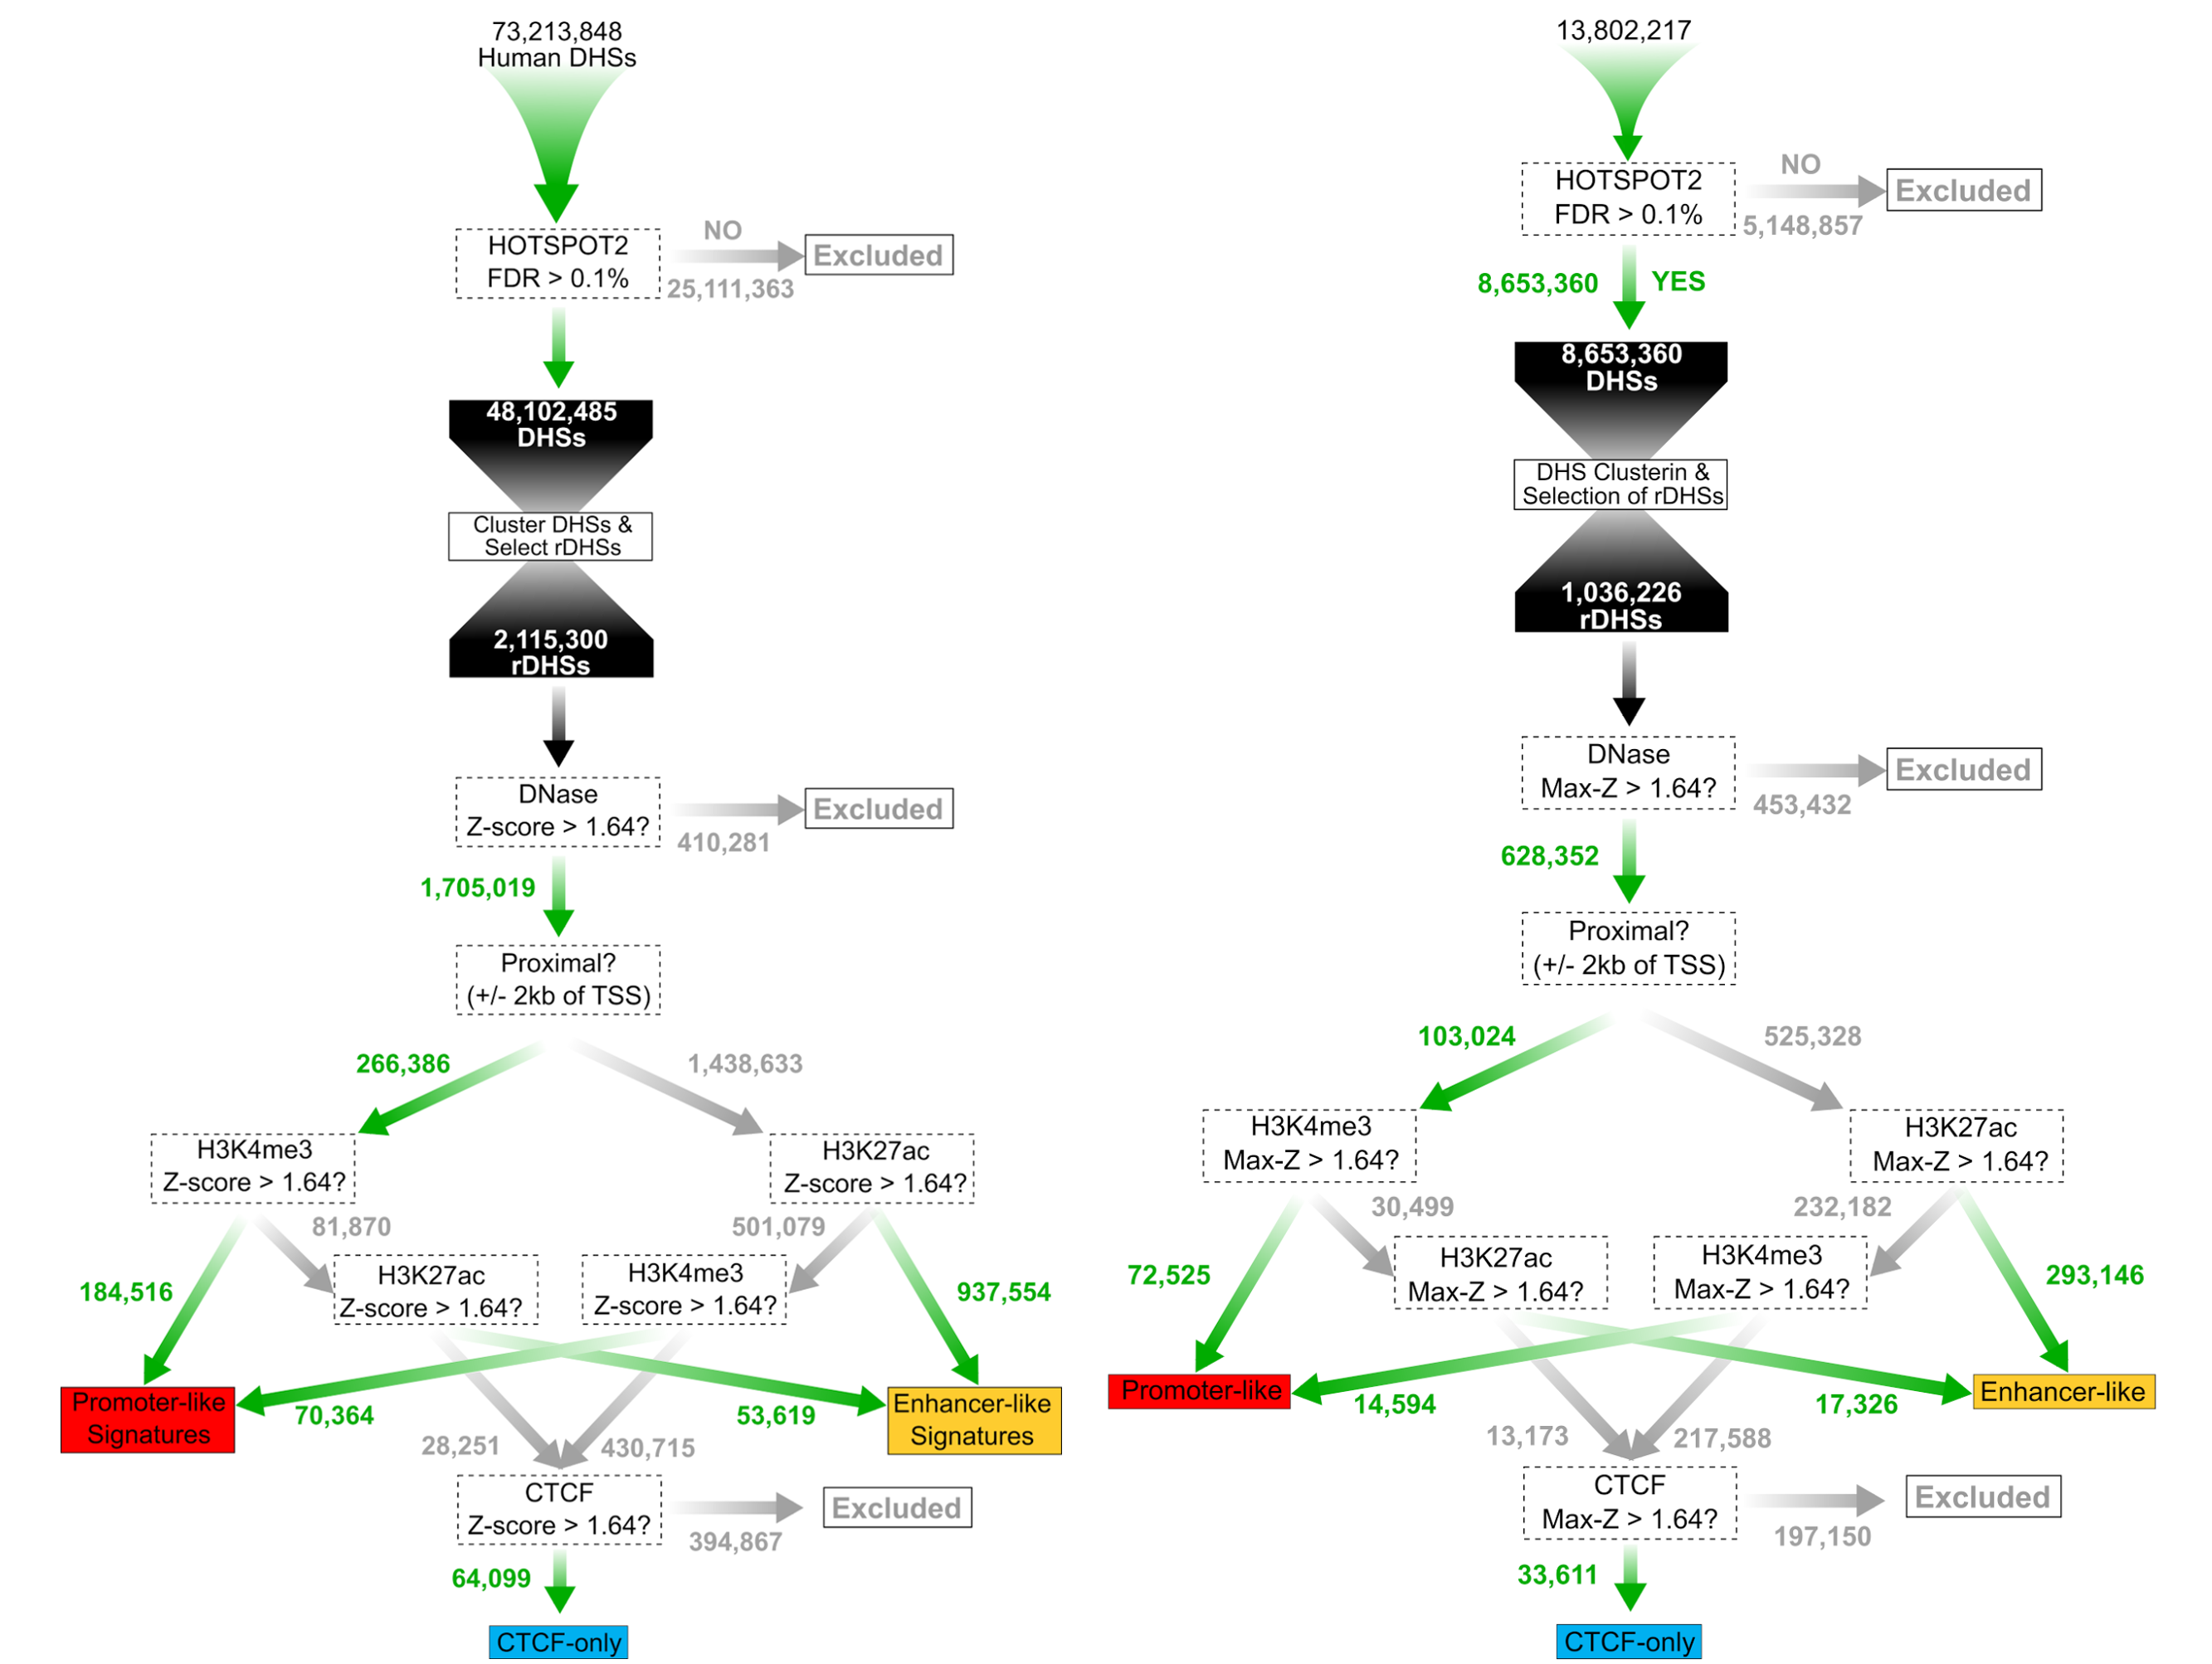 73,213,848
Human DHSs
HOTSPOT2
FDR > 0.1%
NO
25,111,363
Excluded
48,102,485
DHSs
Cluster DHSs &
Select rDHSs
2,115,300
rDHSs
DNase
Z-score > 1.64?
410,281
Excluded
1,705,019
Proximal?
(+/- 2kb of TSS)
266,386
1,438,633
H3K4me3
Z-score > 1.64?
H3K27ac
Z-score > 1.64?
81,870
501,079
184,516
H3K27ac
Z-score > 1.64?
H3K4me3
Z-score > 1.64?
937,554
Promoter-like
Signatures
70,364
53,619
Enhancer-like
Signatures
28,251
430,715
CTCF
Z-score > 1.64?
394,867
Excluded
64,099
CTCF-only
13,802,217
HOTSPOT2
FDR > 0.1%
NO
5,148,857
Excluded
8,653,360
YES
8,653,360
DHSs
DHS Clusterin &
Selection of rDHSs
1,036,226
rDHSs
DNase
Max-Z > 1.64?
453,432
Excluded
628,352
Proximal?
(+/- 2kb of TSS)
103,024
525,328
H3K4me3
Max-Z > 1.64?
H3K27ac
Max-Z > 1.64?
30,499
232,182
72,525
H3K27ac
Max-Z > 1.64?
H3K4me3
Max-Z > 1.64?
293,146
Promoter-like
14,594
17,326
Enhancer-like
13,173
217,588
CTCF
Max-Z > 1.64?
197,150
Excluded
33,611
CTCF-only